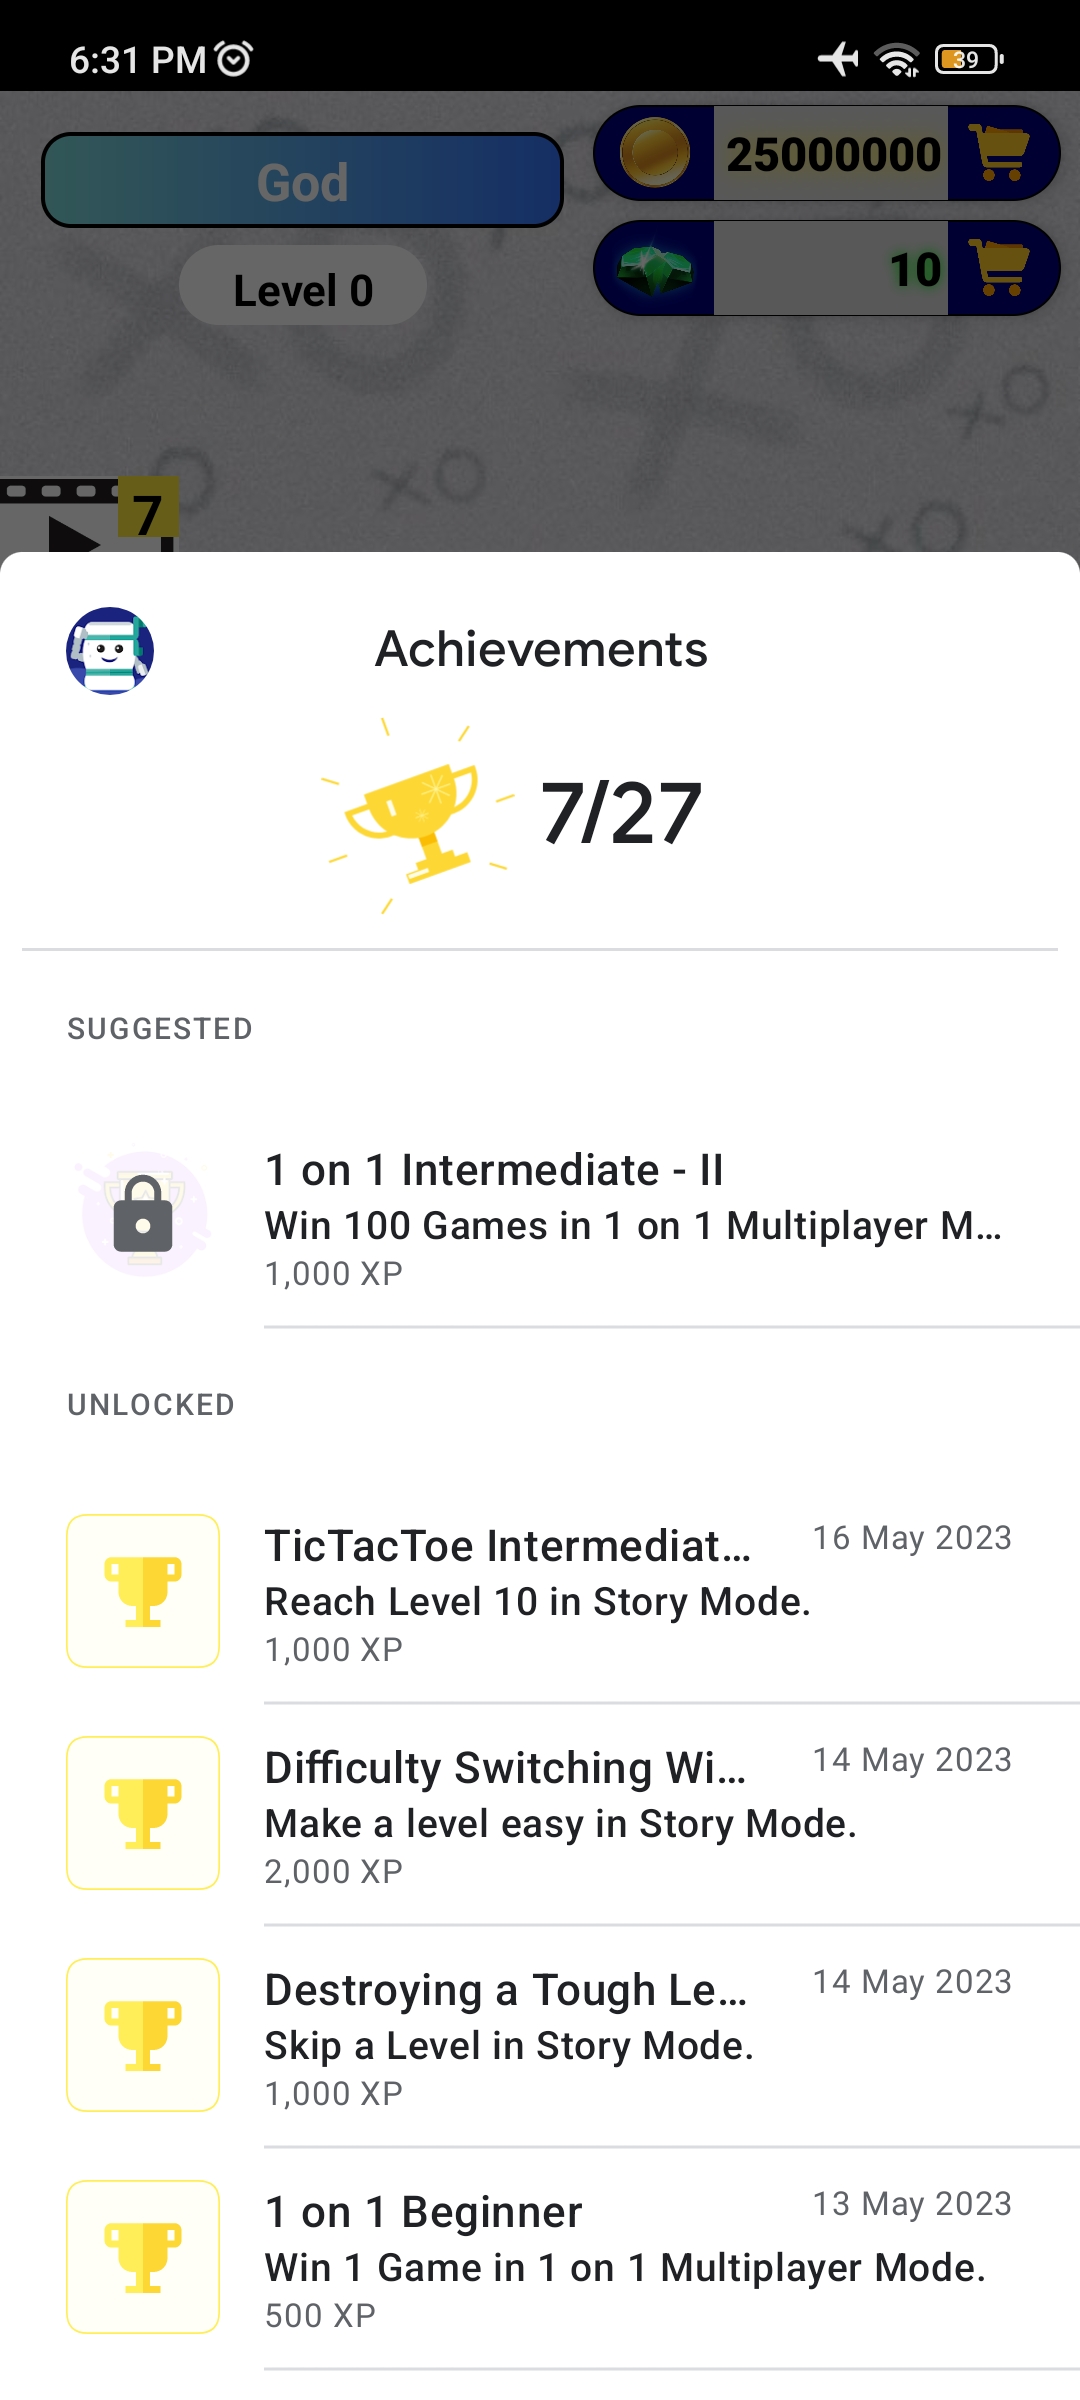 6:31 PM
39
God
25000000
Level 0
10
7
Achievements
7/27
SUGGESTED
1 on 1 Intermediate - II
Win 100 Games in 1 on 1 Multiplayer M...
1,000 XP
UNLOCKED
TicTacToe Intermediat...
16 May 2023
Reach Level 10 in Story Mode.
1,000 XP
Difficulty Switching Wi...
14 May 2023
Make a level easy in Story Mode.
2,000 XP
Destroying a Tough Le...
14 May 2023
Skip a Level in Story Mode.
1,000 XP
1 on 1 Beginner
13 May 2023
Win 1 Game in 1 on 1 Multiplayer Mode.
500 XP